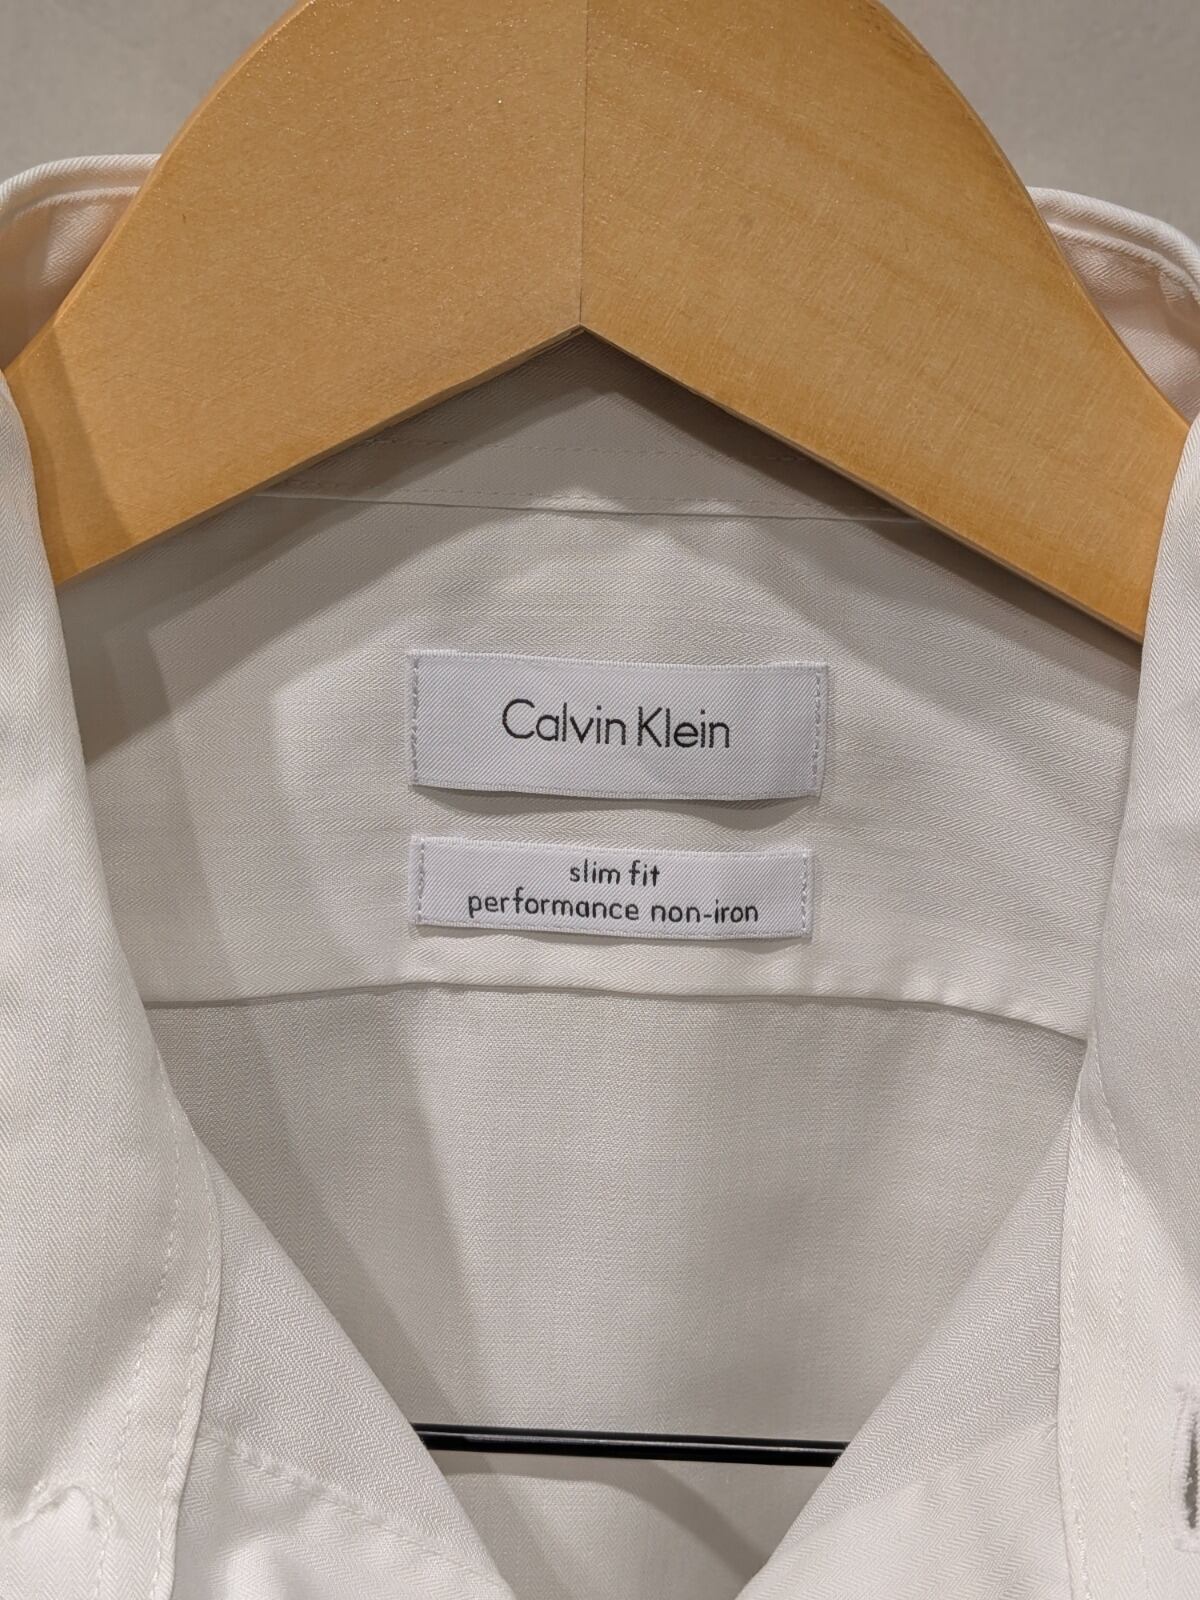 Calvin Klein
slim fit
performance non-iron